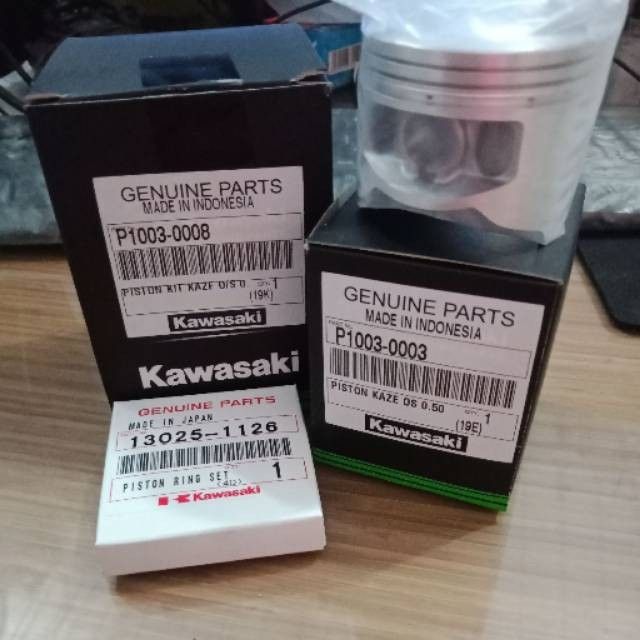 GENUINE PARTS
MADE IN INDONESIA
P1003-0008
PISTON KIT KAZE O/S 0 1
(19K)
Kawasaki
Kawasaki
GENUINE PARTS
MADE IN INDONESIA
P1003-0003
PISTON KAZE OS 0.50 1
(19E)
Kawasaki
GENUINE PARTS
MADE IN JAPAN
13025-1126
PISTON RING SET 1
Kawasaki